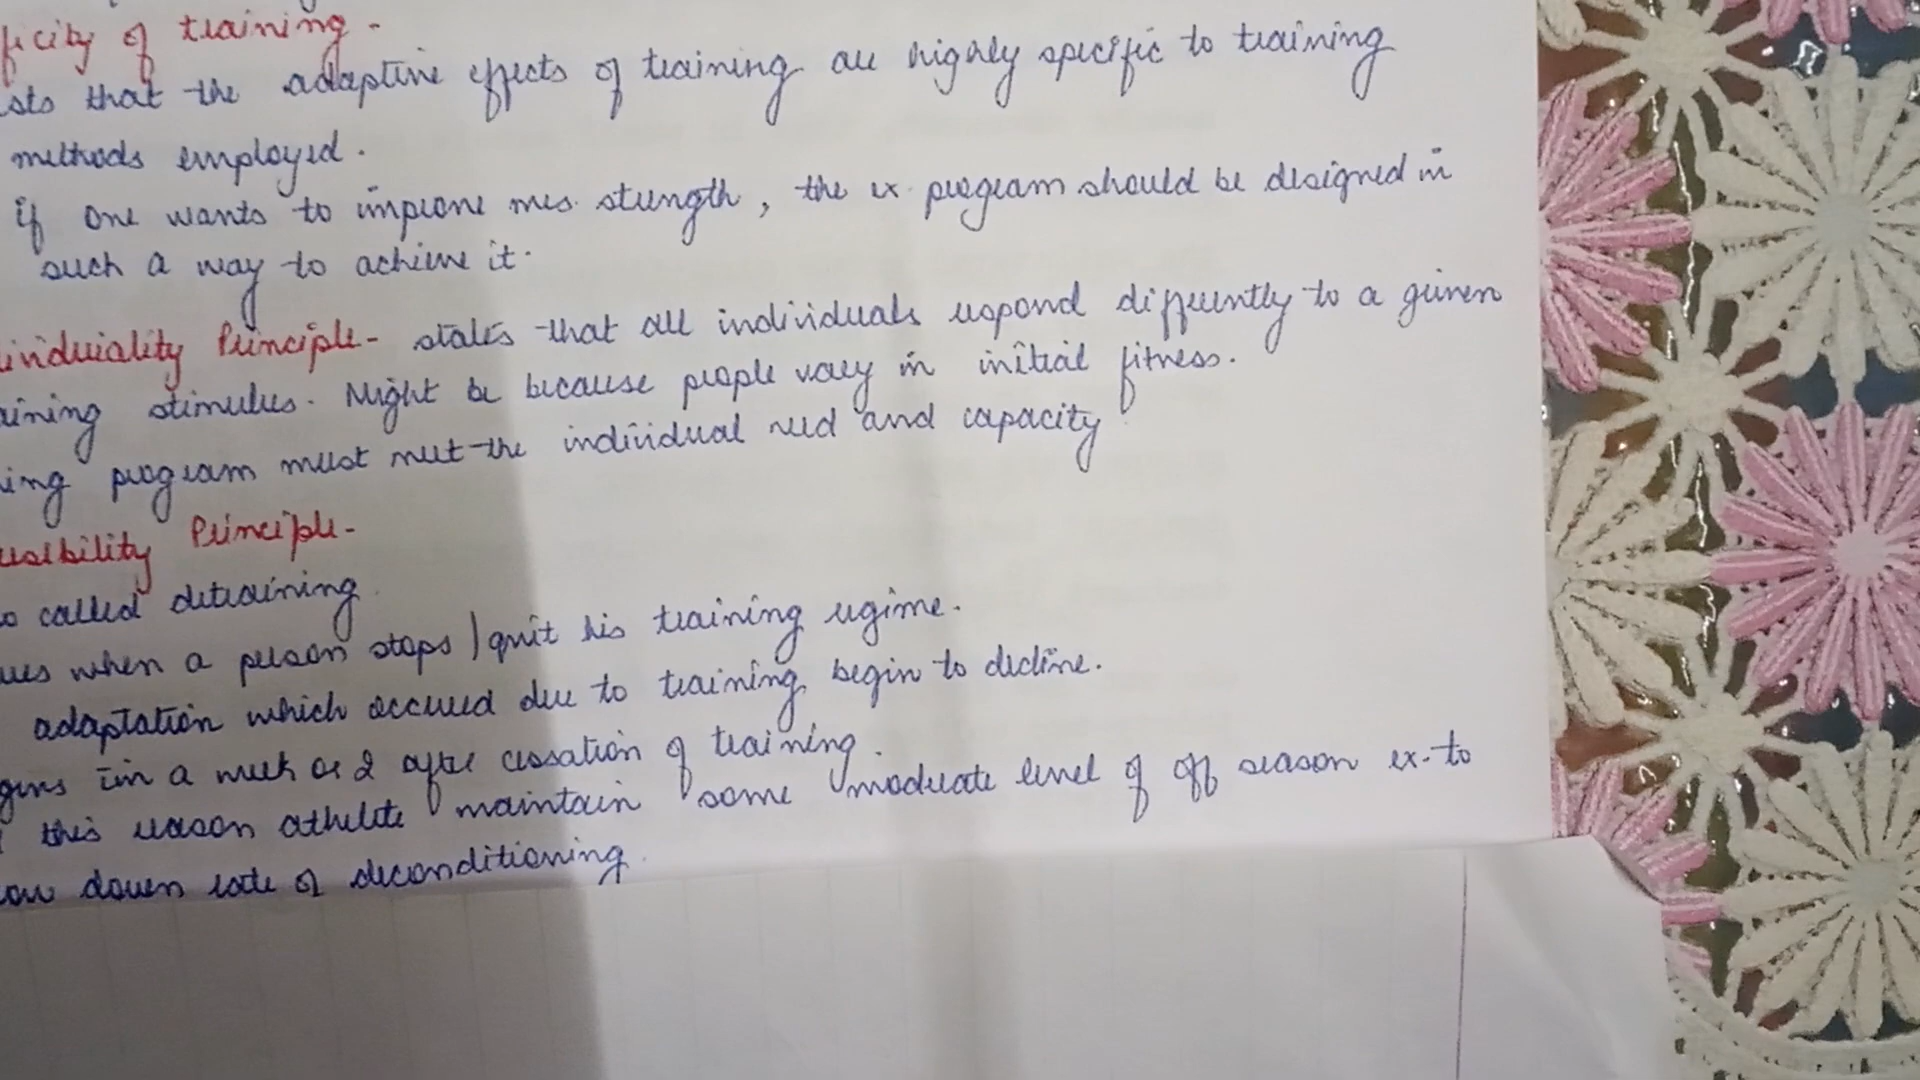 ficity of training -
sts that the adaptive effects of training are highly specific to training
methods employed.
if one wants to improve mus. strength, the ex program should be designed in
such a way to achieve it.
individuality Principle - states that all individuals respond differently to a given
aining stimulus. Might be because people vary in initial fitness.
ing program must meet the individual need and capacity
ersibility Principle -
so called detraining
ues when a person stops / quit his training regime.
adaptation which occured due to training begin to decline.
gins in a week or 2 after cessation of training.
this reason athelete maintain some moderate level of off season ex. to
ow down rate of deconditioning.